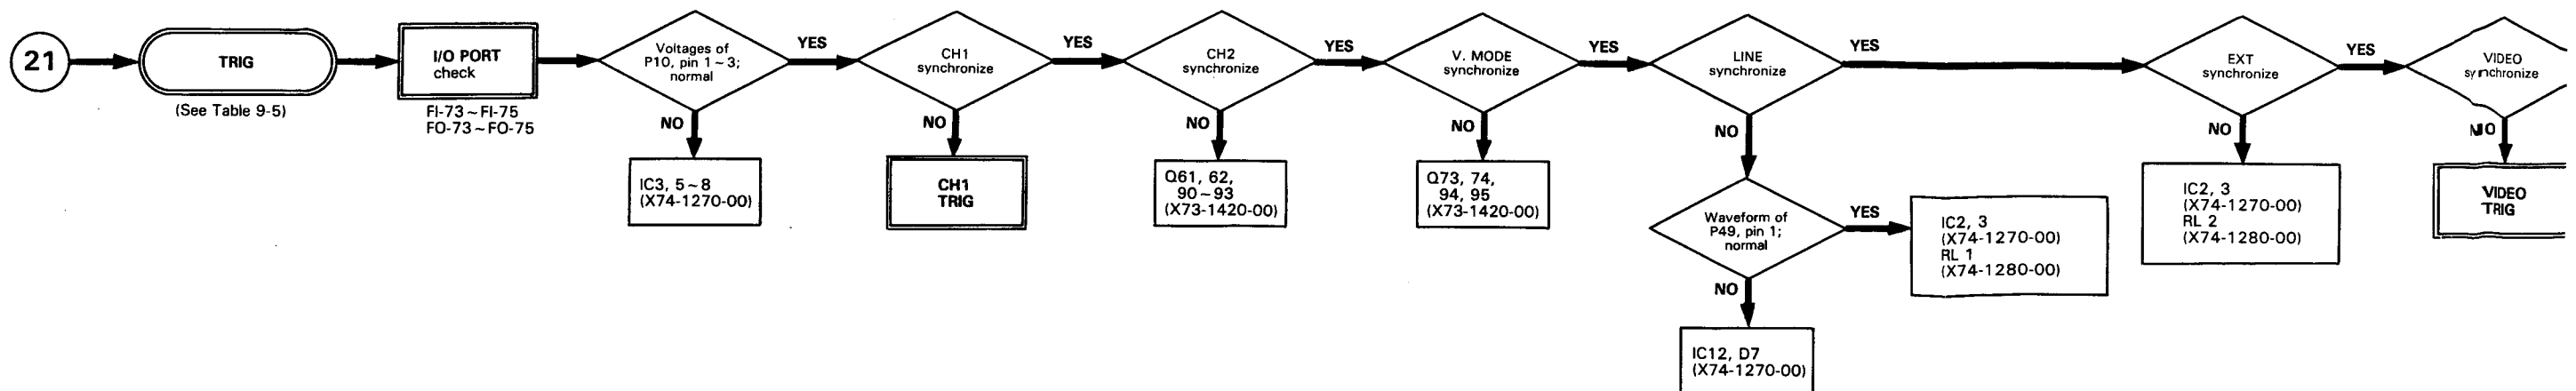 21
TRIG
(See Table 9-5)
I/O PORT
check
FI-73~FI-75
FO-73~FO-75
Voltages of
P10, pin 1~3;
normal
YES
NO
IC3, 5~8
(X74-1270-00)
CH1
synchronize
YES
NO
CH1
TRIG
CH2
synchronize
YES
NO
Q61, 62,
90~93
(X73-1420-00)
V. MODE
synchronize
YES
NO
Q73, 74,
94, 95
(X73-1420-00)
LINE
synchronize
YES
NO
Waveform of
P49, pin 1;
normal
YES
IC2, 3
(X74-1270-00)
RL 1
(X74-1280-00)
NO
IC12, D7
(X74-1270-00)
EXT
synchronize
YES
NO
IC2, 3
(X74-1270-00)
RL 2
(X74-1280-00)
VIDEO
synchronize
NO
VIDEO
TRIG